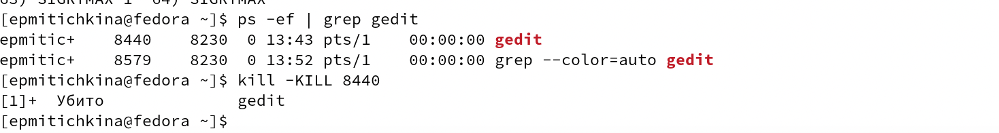 63) SIGRTMAX-1  64) SIGRTMAX
[epmitichkina@fedora ~]$ ps -ef | grep gedit
epmitic+    8440    8230  0 13:43 pts/1    00:00:00 gedit
epmitic+    8579    8230  0 13:52 pts/1    00:00:00 grep --color=auto gedit
[epmitichkina@fedora ~]$ kill -KILL 8440
[1]+  Убито              gedit
[epmitichkina@fedora ~]$